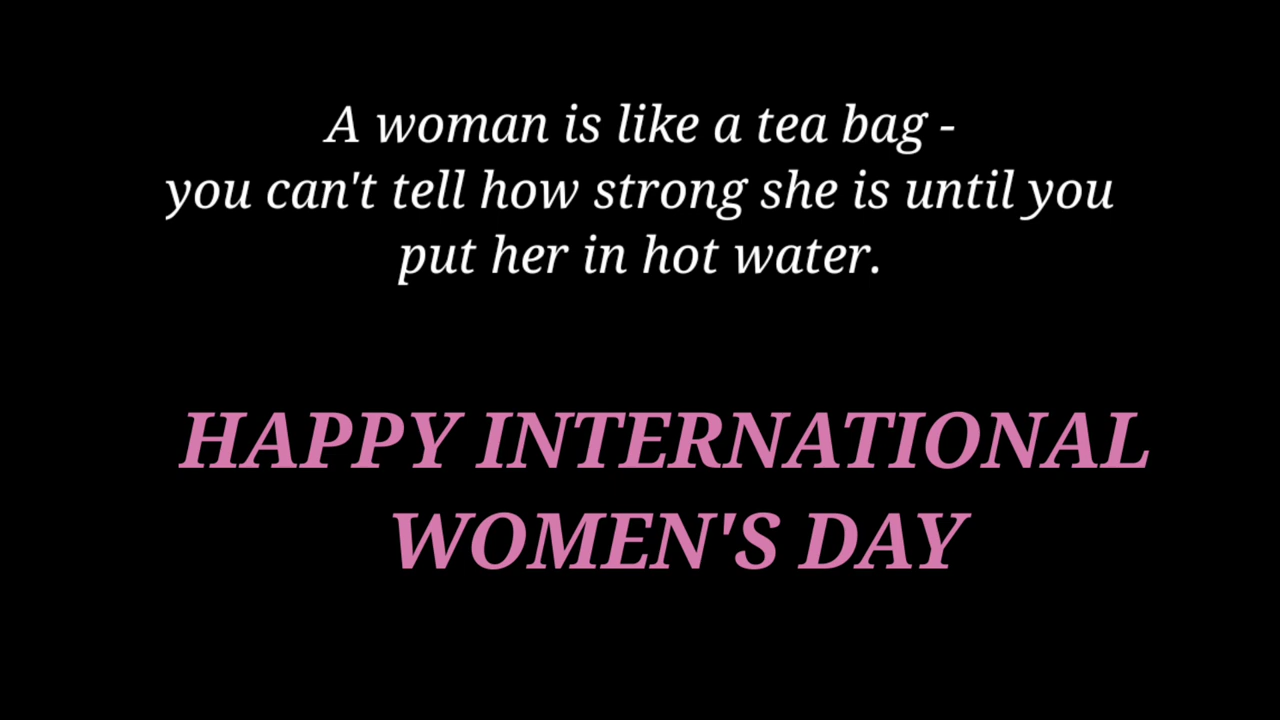 A woman is like a tea bag -
you can't tell how strong she is until you
put her in hot water.
HAPPY INTERNATIONAL
WOMEN'S DAY